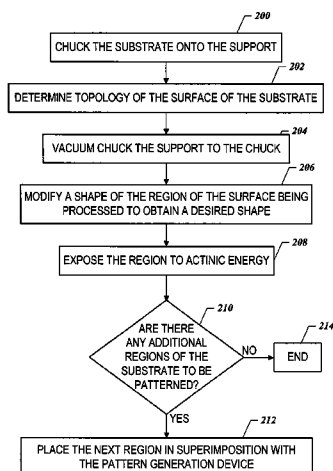 200
CHUCK THE SUBSTRATE ONTO THE SUPPORT
202
DETERMINE TOPOLOGY OF THE SURFACE OF THE SUBSTRATE
204
VACUUM CHUCK THE SUPPORT TO THE CHUCK
206
MODIFY A SHAPE OF THE REGION OF THE SURFACE BEING
PROCESSED TO OBTAIN A DESIRED SHAPE
208
EXPOSE THE REGION TO ACTINIC ENERGY
210
ARE THERE
ANY ADDITIONAL
REGIONS OF THE
SUBSTRATE TO BE
PATTERNED?
NO
214
END
YES
212
PLACE THE NEXT REGION IN SUPERIMPOSITION WITH
THE PATTERN GENERATION DEVICE